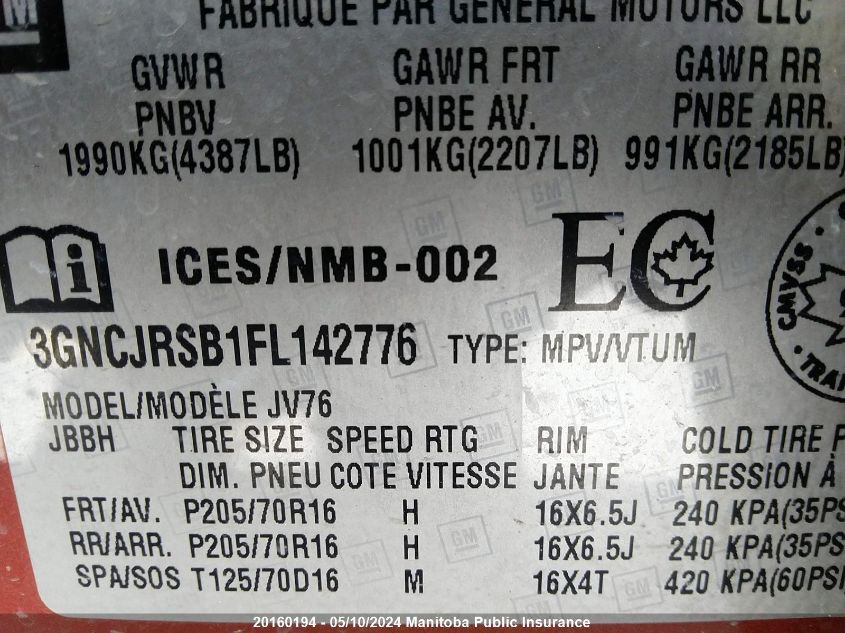 GM
FABRIQUÉ PAR GENERAL MOTORS LLC
GVWR GAWR FRT GAWR RR
PNBV PNBE AV. PNBE ARR.
1990KG(4387LB) 1001KG(2207LB) 991KG(2185LB)
i ICES/NMB-002 EC
CMVSS
3GNCJRSB1FL142776 TYPE: MPV/VTUM
MODEL/MODÈLE JV76
JBBH TIRE SIZE SPEED RTG RIM COLD TIRE P
DIM. PNEU COTE VITESSE JANTE PRESSION À
FRT/AV. P205/70R16 H 16X6.5J 240 KPA(35PS
RR/ARR. P205/70R16 H 16X6.5J 240 KPA(35PS
SPA/SOS T125/70D16 M 16X4T 420 KPA(60PSI
20160194 - 05/10/2024 Manitoba Public Insurance